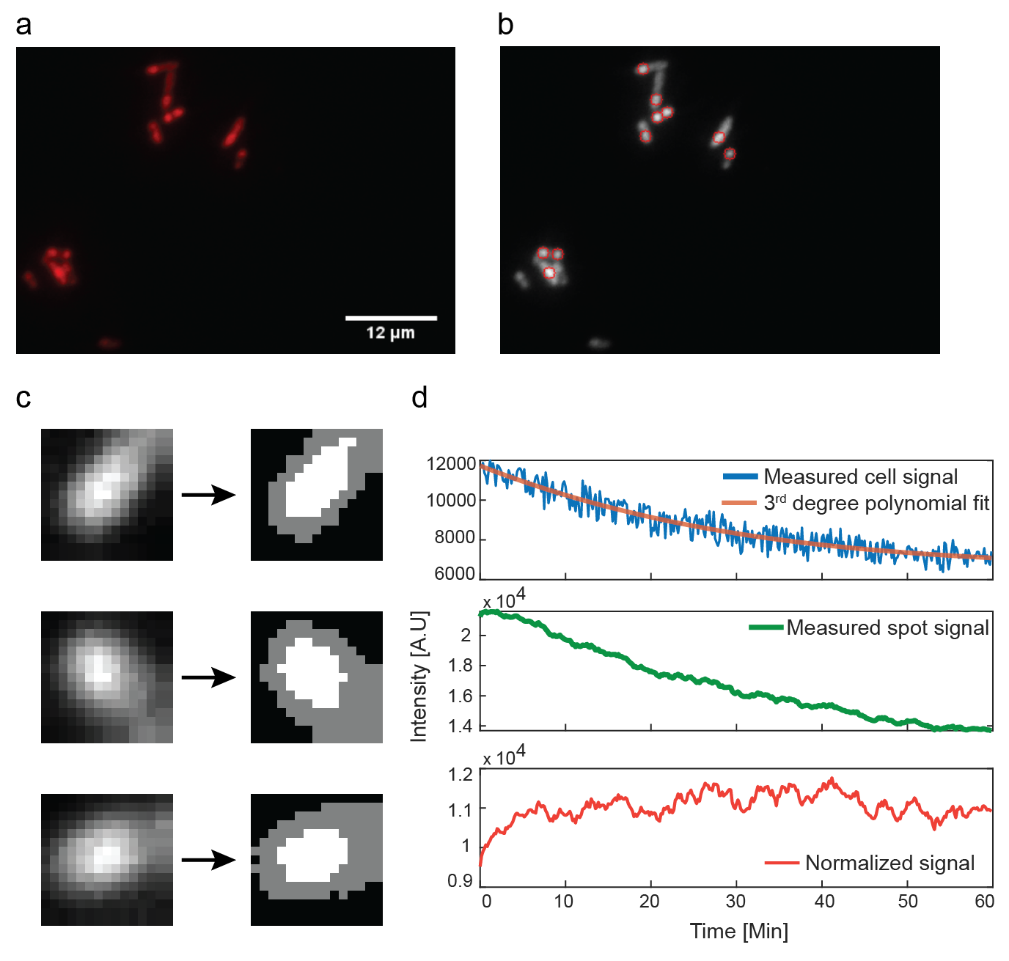 a
b
12 µm
c
d
12000
10000
8000
6000
Measured cell signal
3rd degree polynomial fit
x 10^4
2
1.8
1.6
1.4
Measured spot signal
x 10^4
1.2
1.1
1
0.9
Normalized signal
0 10 20 30 40 50 60
Time [Min]
Intensity [A.U]